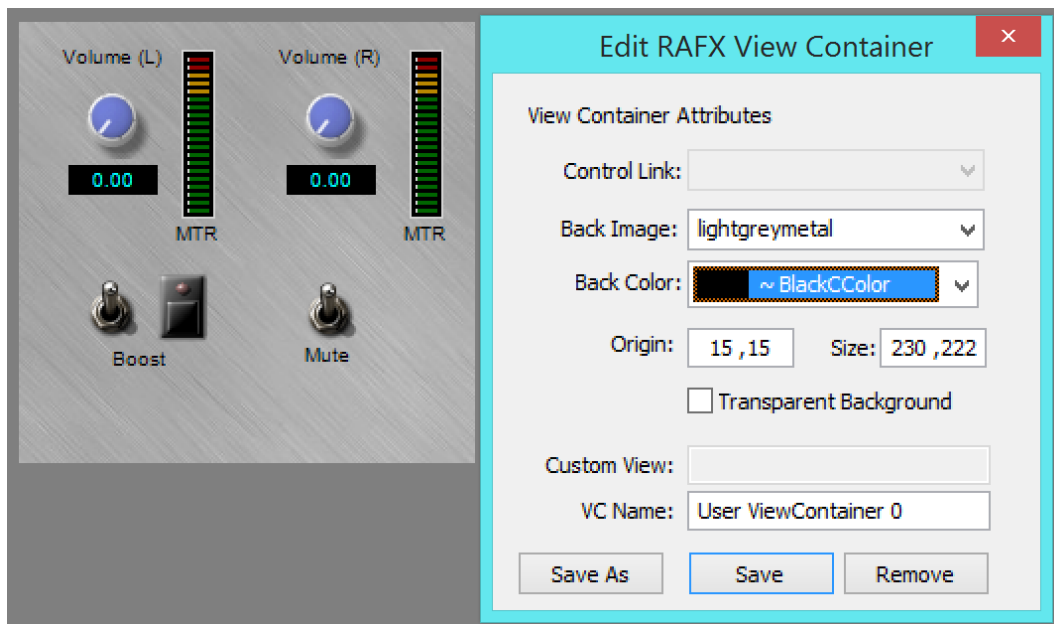 Volume (L)
Volume (R)
0.00
0.00
MTR
MTR
Boost
Mute
Edit RAFX View Container
×
View Container Attributes
Control Link:
Back Image: lightgreymetal
Back Color: ~ BlackCColor
Origin: 15 ,15 Size: 230 ,222
Transparent Background
Custom View:
VC Name: User ViewContainer 0
Save As Save Remove